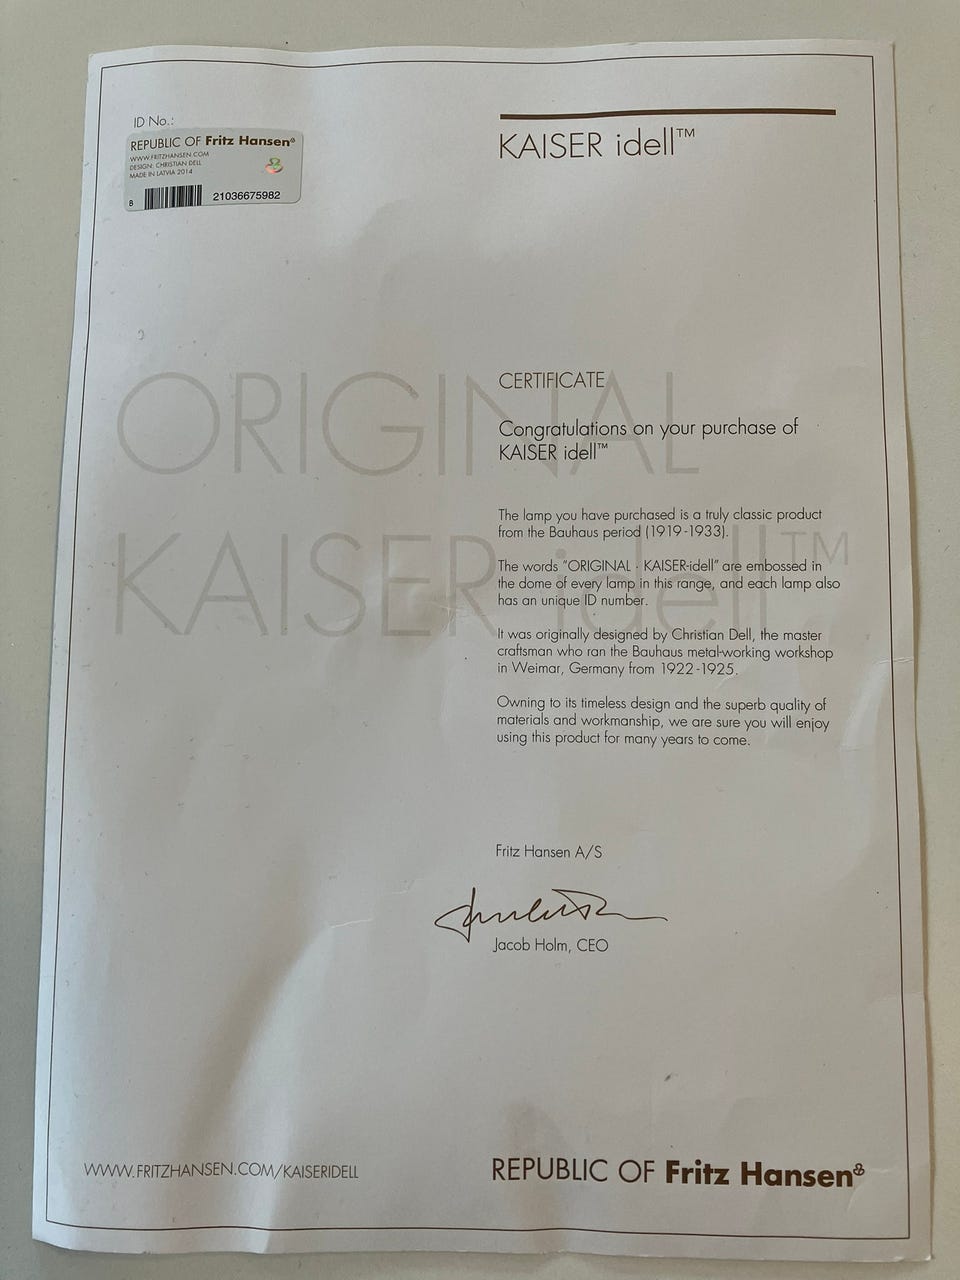 ID No.:
REPUBLIC OF Fritz Hansen®
WWW.FRITZHANSEN.COM
DESIGN: CHRISTIAN DELL
MADE IN LATVIA 2014
B 21036675982
KAISER idell™
ORIGINAL
KAISER idell™
CERTIFICATE
Congratulations on your purchase of
KAISER idell™
The lamp you have purchased is a truly classic product
from the Bauhaus period (1919-1933).
The words "ORIGINAL · KAISER-idell" are embossed in
the dome of every lamp in this range, and each lamp also
has an unique ID number.
It was originally designed by Christian Dell, the master
craftsman who ran the Bauhaus metal-working workshop
in Weimar, Germany from 1922-1925.
Owning to its timeless design and the superb quality of
materials and workmanship, we are sure you will enjoy
using this product for many years to come.
Fritz Hansen A/S
Jacob Holm, CEO
WWW.FRITZHANSEN.COM/KAISERIDELL
REPUBLIC OF Fritz Hansen